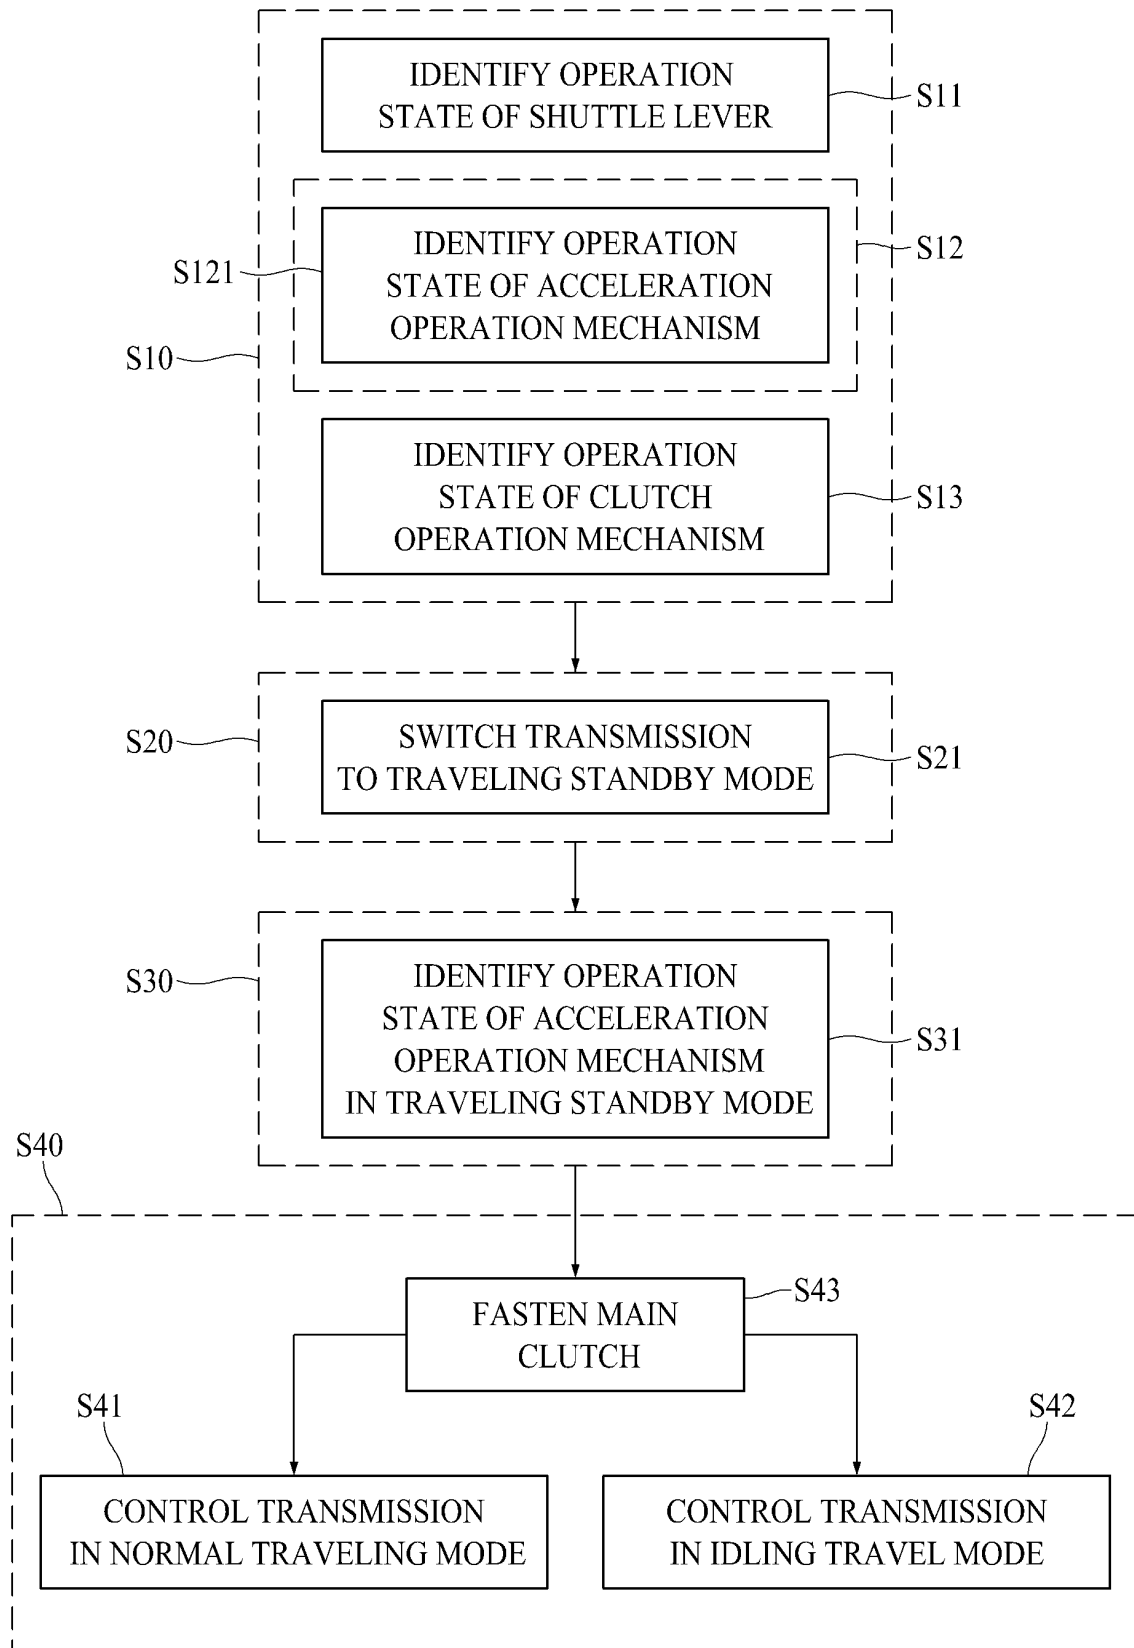 IDENTIFY OPERATION
STATE OF SHUTTLE LEVER
S11
S12
IDENTIFY OPERATION
STATE OF ACCELERATION
OPERATION MECHANISM
S121
S10
IDENTIFY OPERATION
STATE OF CLUTCH
OPERATION MECHANISM
S13
S20
SWITCH TRANSMISSION
TO TRAVELING STANDBY MODE
S21
S30
IDENTIFY OPERATION
STATE OF ACCELERATION
OPERATION MECHANISM
IN TRAVELING STANDBY MODE
S31
S40
FASTEN MAIN
CLUTCH
S43
S41
CONTROL TRANSMISSION
IN NORMAL TRAVELING MODE
S42
CONTROL TRANSMISSION
IN IDLING TRAVEL MODE